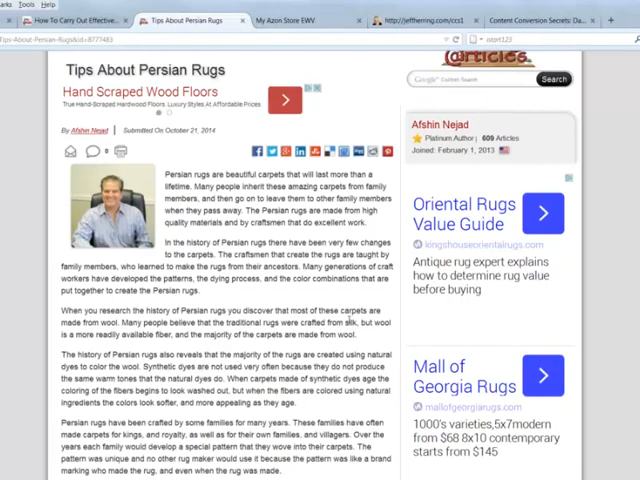 arks Tools Help
How To Carry Out Effective...
Tips About Persian Rugs
My Azon Store EWV
http://jeffherring.com/ccs1
Content Conversion Secrets: Da...
Tips-About-Persian-Rugs&id=8777483
Tips About Persian Rugs
Hand Scraped Wood Floors
True Hand-Scraped Hardwood Floors. Luxury Styles At Affordable Prices
By Afshin Nejad | Submitted On October 21, 2014
0
Persian rugs are beautiful carpets that will last more than a
lifetime. Many people inherit these amazing carpets from family
members, and then go on to leave them to other family members
when they pass away. The Persian rugs are made from high
quality materials and by craftsmen that do excellent work.
In the history of Persian rugs there have been very few changes
to the carpets. The craftsmen that create the rugs are taught by
family members, who learned to make the rugs from their ancestors. Many generations of craft
workers have developed the patterns, the dying process, and the color combinations that are
put together to create the Persian rugs.
When you research the history of Persian rugs you discover that most of these carpets are
made from wool. Many people believe that the traditional rugs were crafted from silk, but wool
is a more readily available fiber, and the majority of the carpets are made from wool.
The history of Persian rugs also reveals that the majority of the rugs are created using natural
dyes to color the wool. Synthetic dyes are not used very often because they do not produce
the same warm tones that the natural dyes do. When carpets made of synthetic dyes age the
coloring of the fibers begins to look washed out, but when the fibers are colored using natural
ingredients the colors look softer, and more appealing as they age.
Persian rugs have been crafted by some families for many years. These families have often
made carpets for kings, and royalty, as well as for their own families, and villagers. Over the
years each family would develop a special pattern that they wove into their carpets. The
pattern was unique and no other rug maker would use it because the pattern was like a brand
marking who made the rug, and even when the rug was made.
@rticles
Google Custom Search
Search
Afshin Nejad
Platinum Author | 609 Articles
Joined: February 1, 2013
Oriental Rugs
Value Guide
kingshouseorientalrugs.com
Antique rug expert explains
how to determine rug value
before buying
Mall of
Georgia Rugs
mallofgeorgiarugs.com
1000's varieties,5x7modern
from $68 8x10 contemporary
starts from $145